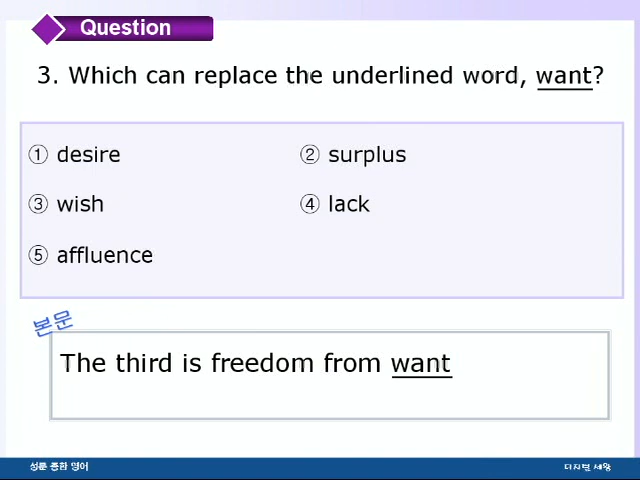 Question
3. Which can replace the underlined word, want?
① desire
② surplus
③ wish
④ lack
⑤ affluence
본문
The third is freedom from want
성문 종합 영어
디지털 세왕